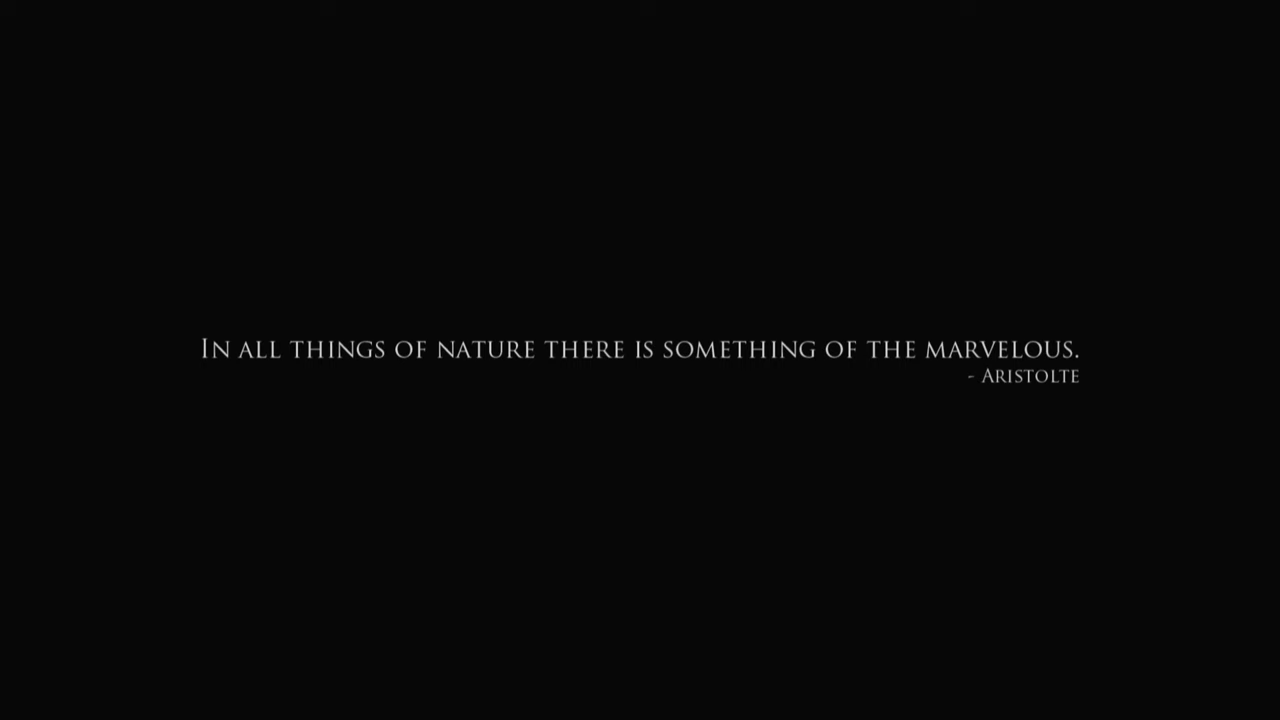 In all things of nature there is something of the marvelous.
- Aristolte